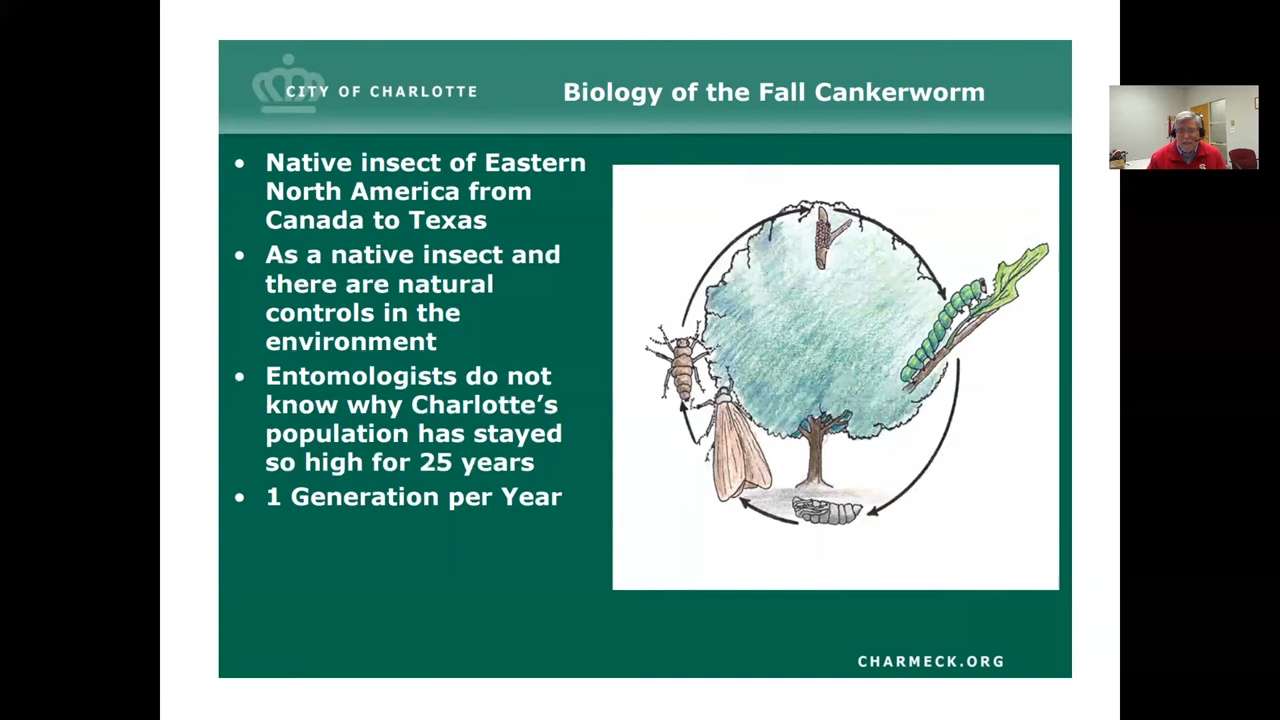 CITY OF CHARLOTTE
Biology of the Fall Cankerworm
• Native insect of Eastern
North America from
Canada to Texas
• As a native insect and
there are natural
controls in the
environment
• Entomologists do not
know why Charlotte’s
population has stayed
so high for 25 years
• 1 Generation per Year
CHARMECK.ORG